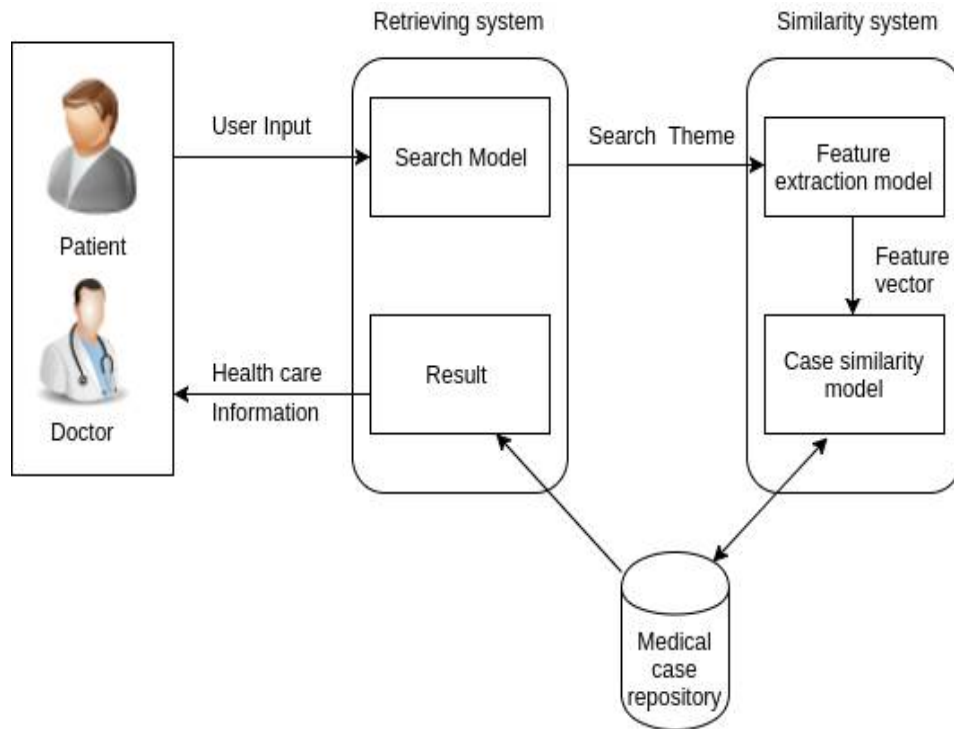 Retrieving system
Similarity system
User Input
Search Model
Search Theme
Feature
extraction model
Patient
Feature
vector
Health care
Information
Result
Case similarity
model
Doctor
Medical
case
repository